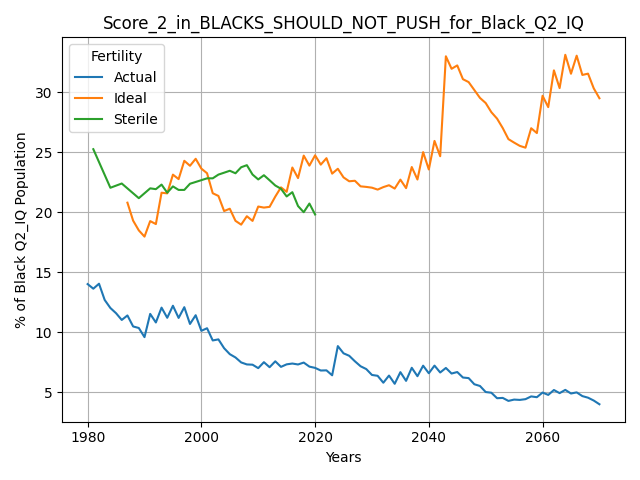 Score_2_in_BLACKS_SHOULD_NOT_PUSH_for_Black_Q2_IQ
Fertility
Actual
Ideal
Sterile
% of Black Q2_IQ Population
30
25
20
15
10
5
1980
2000
2020
2040
2060
Years